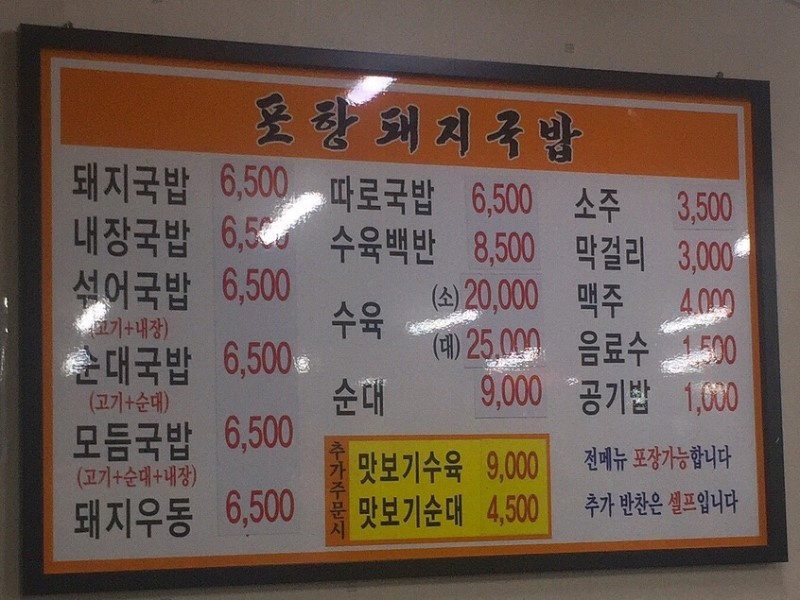 포항돼지국밥
돼지국밥 6,500
내장국밥 6,500
섞어국밥 6,500
(고기+내장)
순대국밥 6,500
(고기+순대)
모듬국밥 6,500
(고기+순대+내장)
돼지우동 6,500
따로국밥 6,500
수육백반 8,500
수육 (소) 20,000
(대) 25,000
순대 9,000
추가주문시
맛보기수육 9,000
맛보기순대 4,500
소주 3,500
막걸리 3,000
맥주 4,000
음료수 1,500
공기밥 1,000
전메뉴 포장가능합니다
추가 반찬은 셀프입니다